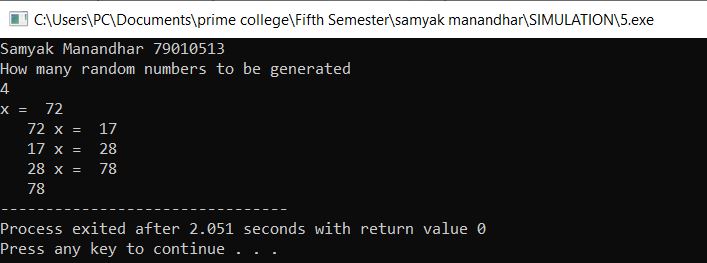 C:\Users\PC\Documents\prime college\Fifth Semester\samyak manandhar\SIMULATION\5.exe
Samyak Manandhar 79010513
How many random numbers to be generated
4
x =  72
   72 x =  17
   17 x =  28
   28 x =  78
   78
--------------------------------
Process exited after 2.051 seconds with return value 0
Press any key to continue . . .